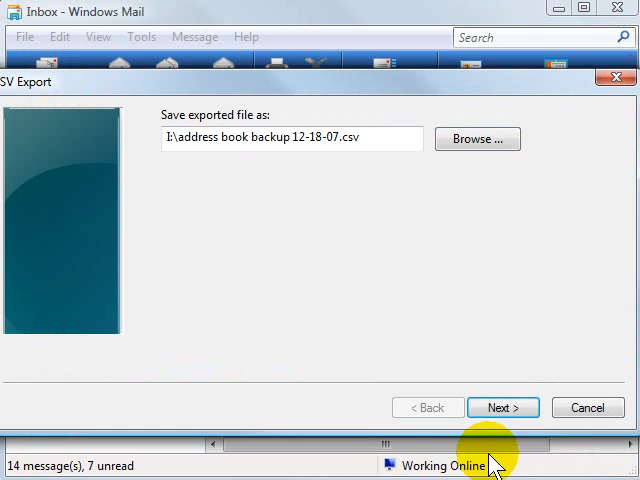 Inbox - Windows Mail
File Edit View Tools Message Help
Search
SV Export
Save exported file as:
I:\address book backup 12-18-07.csv
Browse ...
< Back
Next >
Cancel
14 message(s), 7 unread
Working Online